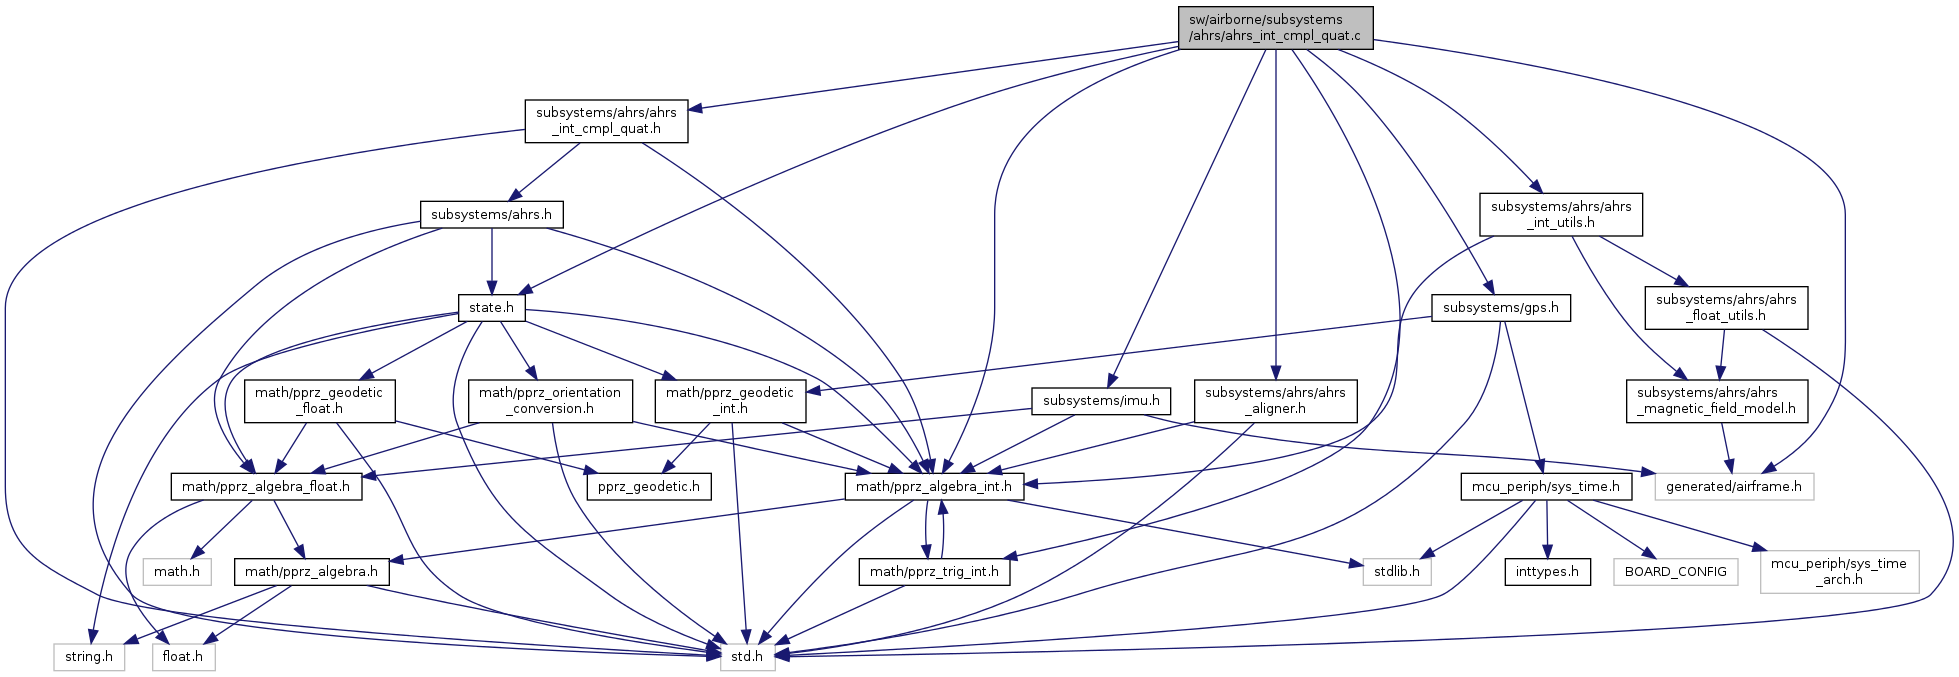 sw/airborne/subsystems
/ahrs/ahrs_int_cmpl_quat.c
subsystems/ahrs/ahrs
_int_cmpl_quat.h
subsystems/ahrs.h
subsystems/ahrs/ahrs
_int_utils.h
state.h
subsystems/gps.h
subsystems/ahrs/ahrs
_float_utils.h
math/pprz_geodetic
_float.h
math/pprz_orientation
_conversion.h
math/pprz_geodetic
_int.h
subsystems/imu.h
subsystems/ahrs/ahrs
_aligner.h
subsystems/ahrs/ahrs
_magnetic_field_model.h
math/pprz_algebra_float.h
pprz_geodetic.h
math/pprz_algebra_int.h
mcu_periph/sys_time.h
generated/airframe.h
math.h
math/pprz_algebra.h
math/pprz_trig_int.h
stdlib.h
inttypes.h
BOARD_CONFIG
mcu_periph/sys_time
_arch.h
string.h
float.h
std.h